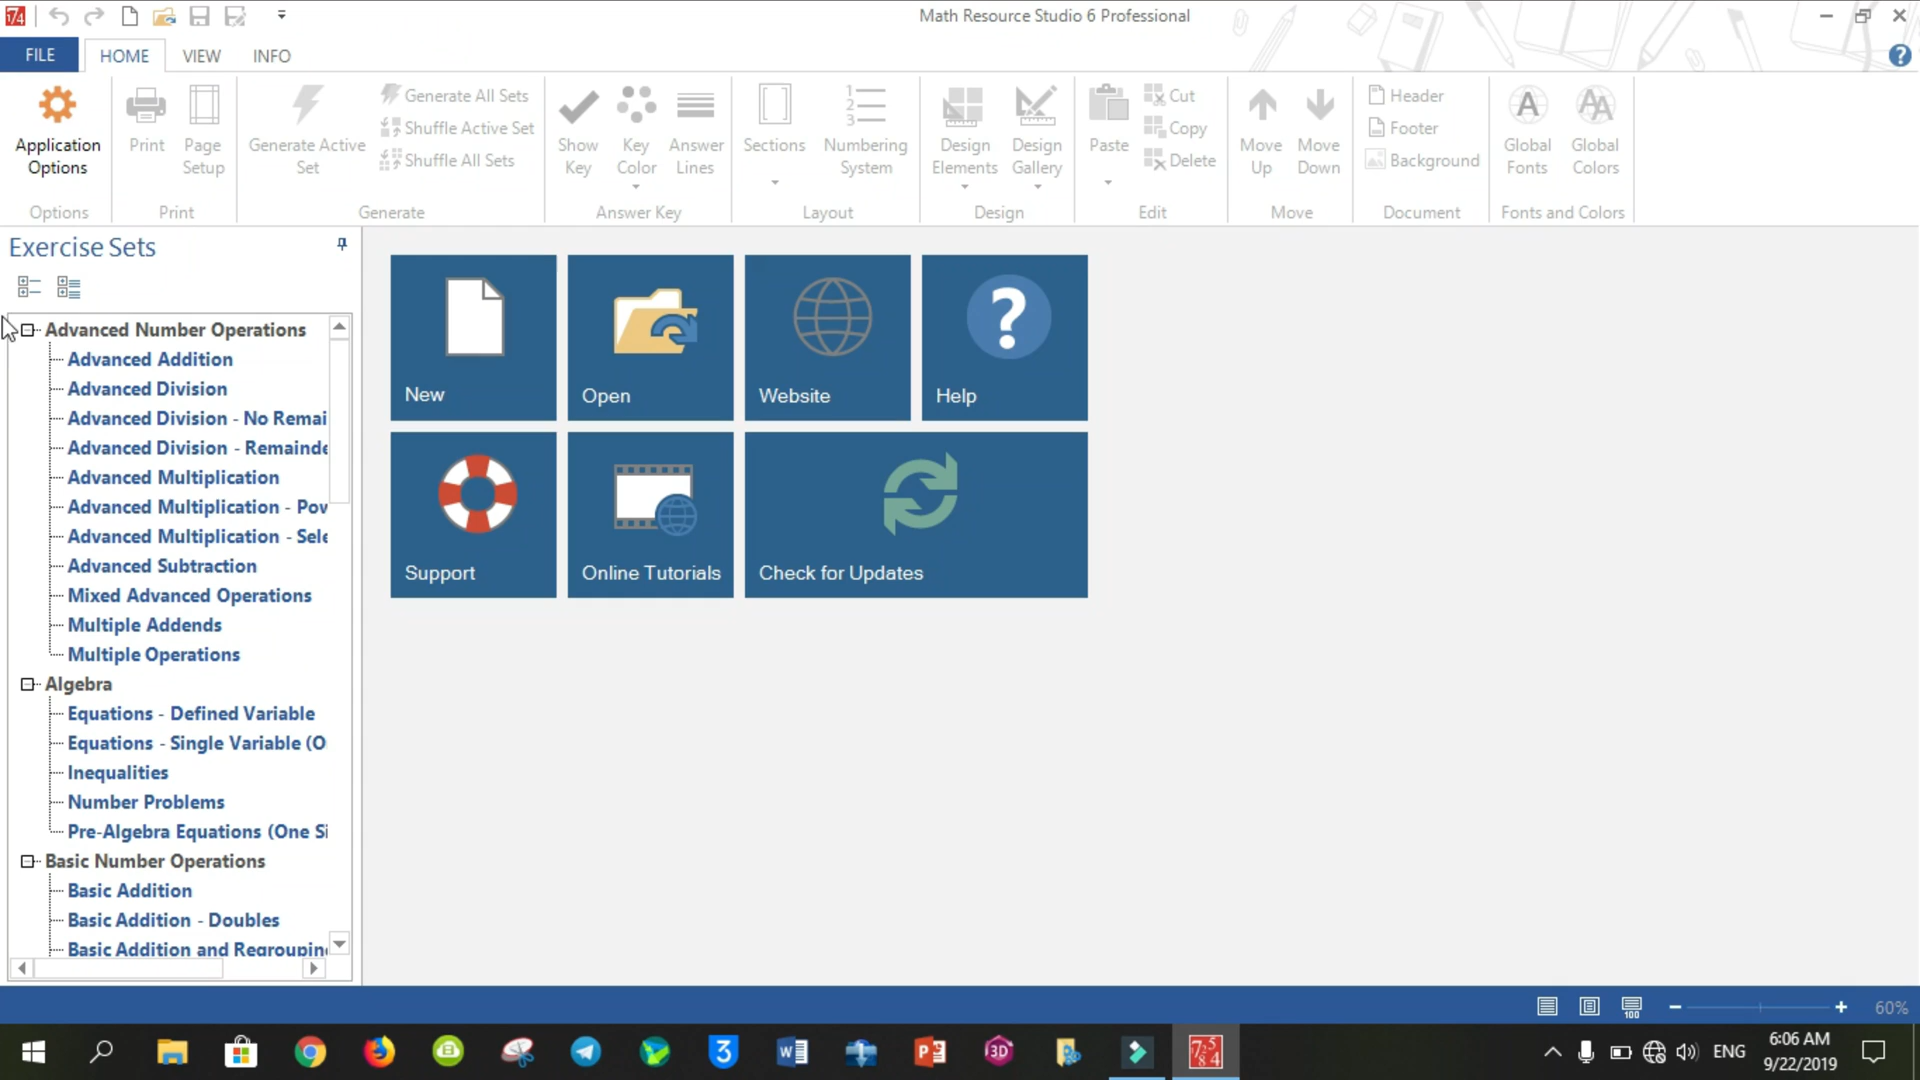 Math Resource Studio 6 Professional
FILE
HOME
VIEW
INFO
Application Options
Print
Page Setup
Generate Active Set
Generate All Sets
Shuffle Active Set
Shuffle All Sets
Show Key
Key Color
Answer Lines
Sections
Numbering System
Design Elements
Design Gallery
Paste
Cut
Copy
Delete
Move Up
Move Down
Header
Footer
Background
Global Fonts
Global Colors
Options
Print
Generate
Answer Key
Layout
Design
Edit
Move
Document
Fonts and Colors
Exercise Sets
Advanced Number Operations
Advanced Addition
Advanced Division
Advanced Division - No Remai
Advanced Division - Remainde
Advanced Multiplication
Advanced Multiplication - Pow
Advanced Multiplication - Sele
Advanced Subtraction
Mixed Advanced Operations
Multiple Addends
Multiple Operations
Algebra
Equations - Defined Variable
Equations - Single Variable (O
Inequalities
Number Problems
Pre-Algebra Equations (One Si
Basic Number Operations
Basic Addition
Basic Addition - Doubles
Basic Addition and Regrouping
New
Open
Website
Help
Support
Online Tutorials
Check for Updates
100
60%
ENG
6:06 AM
9/22/2019